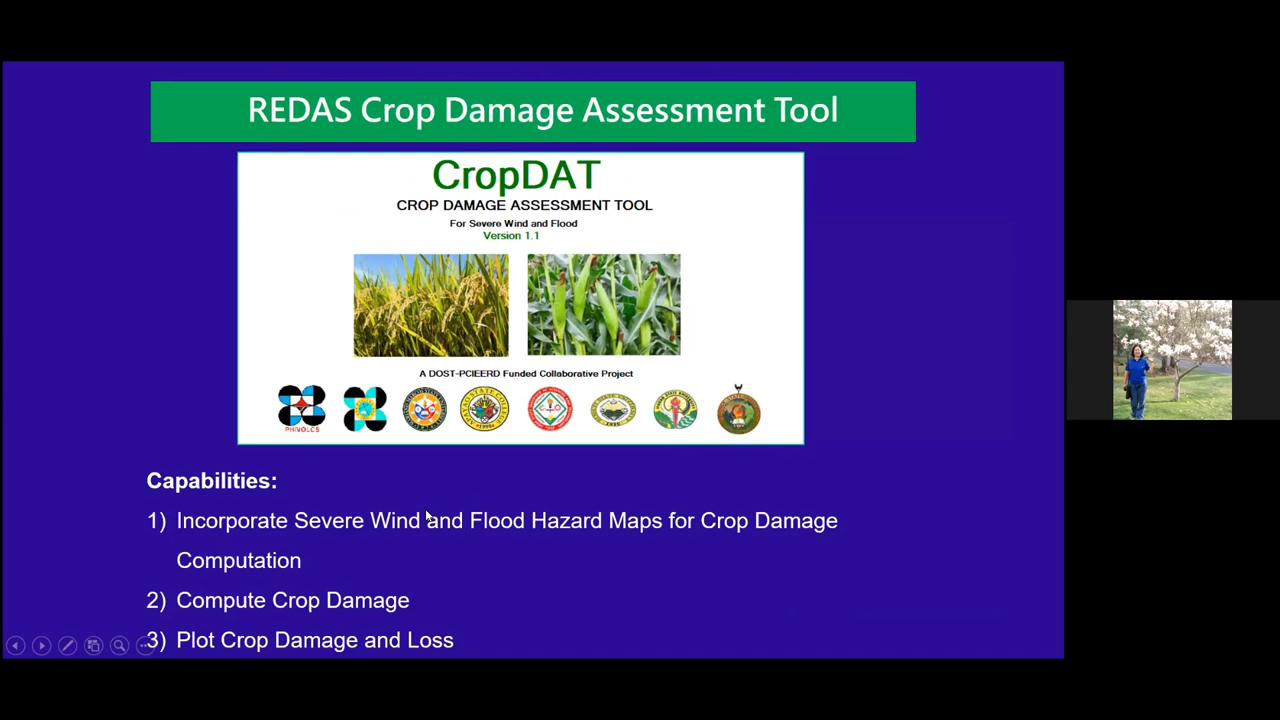 REDAS Crop Damage Assessment Tool
CropDAT
CROP DAMAGE ASSESSMENT TOOL
For Severe Wind and Flood
Version 1.1
A DOST-PCIEERD Funded Collaborative Project
PHIVOLCS
Capabilities:
1) Incorporate Severe Wind and Flood Hazard Maps for Crop Damage
Computation
2) Compute Crop Damage
3) Plot Crop Damage and Loss